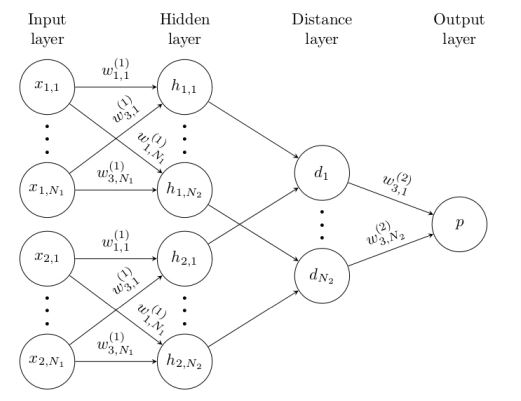 Input layer
Hidden layer
Distance layer
Output layer
x_{1,1}
w_{1,1}^{(1)}
h_{1,1}
w_{3,1}^{(1)}
w_{1,N_1}^{(1)}
x_{1,N_1}
w_{3,N_1}^{(1)}
h_{1,N_2}
d_1
w_{3,1}^{(2)}
x_{2,1}
w_{1,1}^{(1)}
h_{2,1}
p
w_{3,N_2}^{(2)}
w_{3,1}^{(1)}
w_{1,N_1}^{(1)}
d_{N_2}
x_{2,N_1}
w_{3,N_1}^{(1)}
h_{2,N_2}